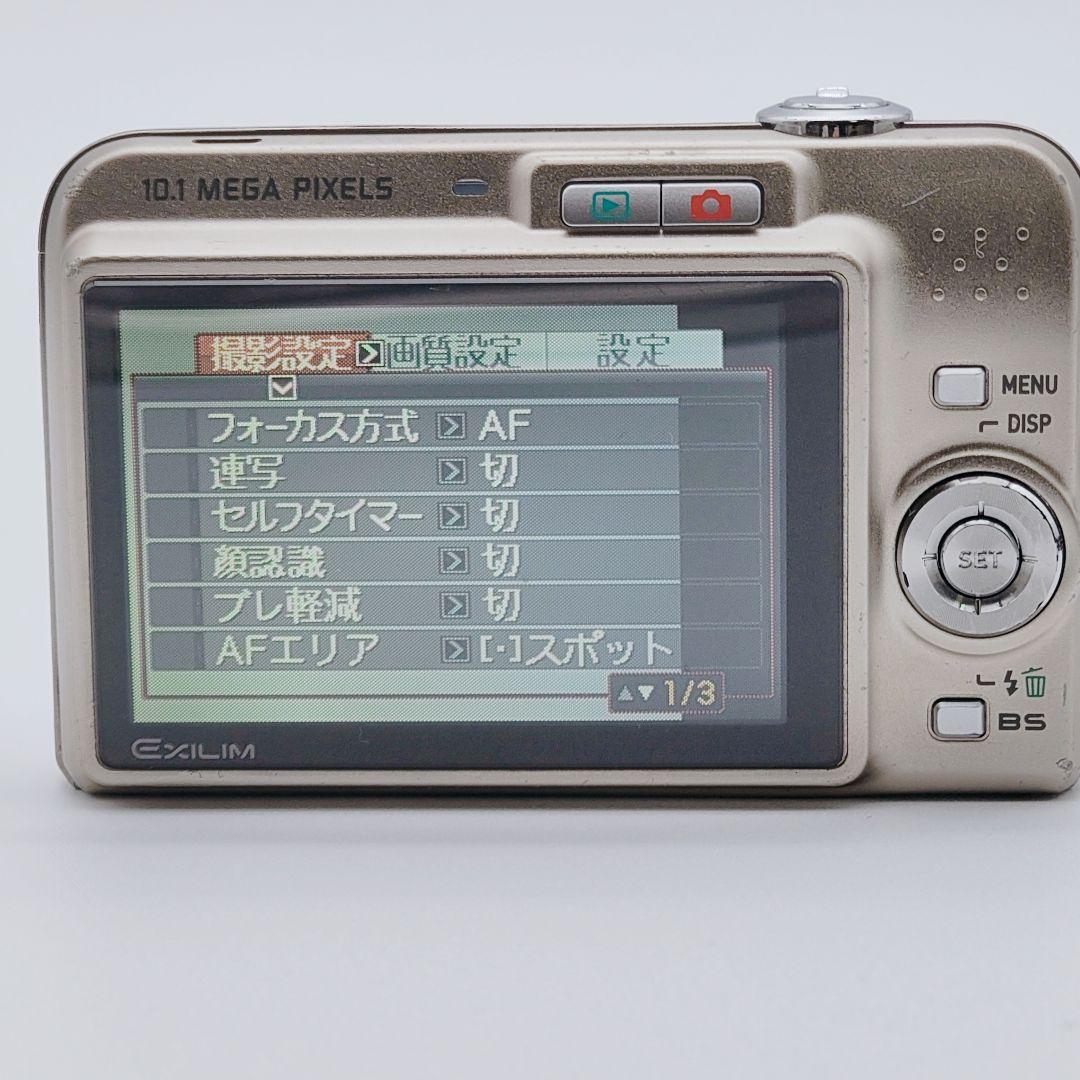 10.1 MEGA PIXELS
撮影設定 画質設定 設定
フォーカス方式 AF
連写 切
セルフタイマー 切
顔認識 切
ブレ軽減 切
AFエリア [・]スポット
1/3
EXILIM
MENU
DISP
SET
BS